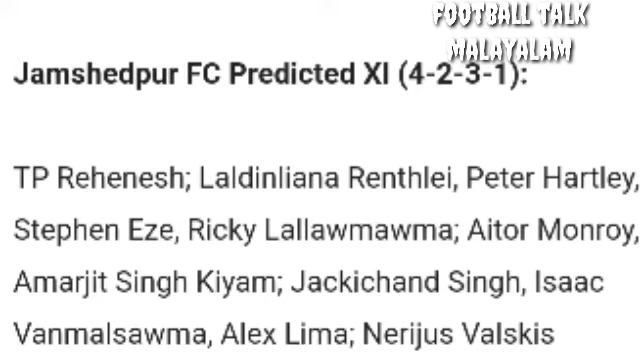 FOOTBALL TALK
MALAYALAM
Jamshedpur FC Predicted XI (4-2-3-1):
TP Rehenesh; Laldinliana Renthlei, Peter Hartley,
Stephen Eze, Ricky Lallawmawma; Aitor Monroy,
Amarjit Singh Kiyam; Jackichand Singh, Isaac
Vanmalsawma, Alex Lima; Nerijus Valskis